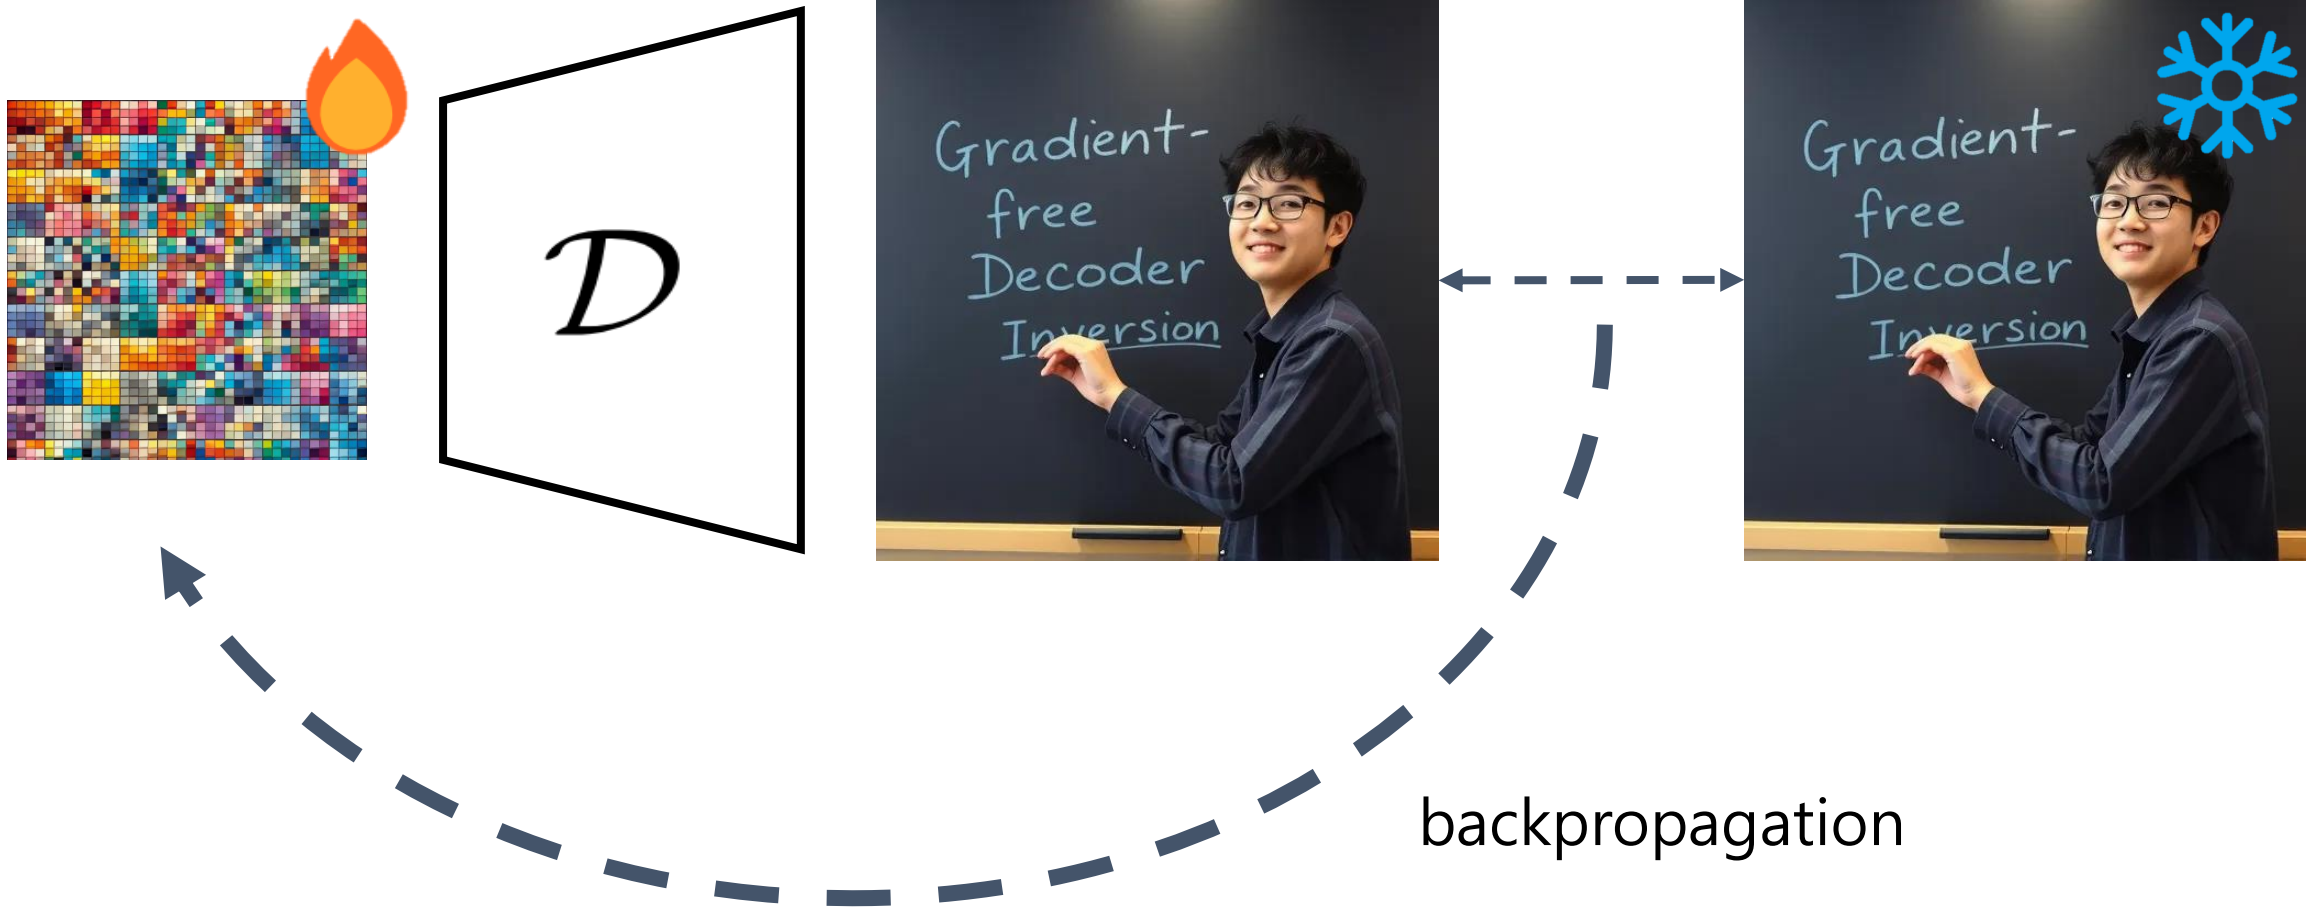 𝒟
Gradient-
free
Decoder
Inversion
Gradient-
free
Decoder
Inversion
backpropagation